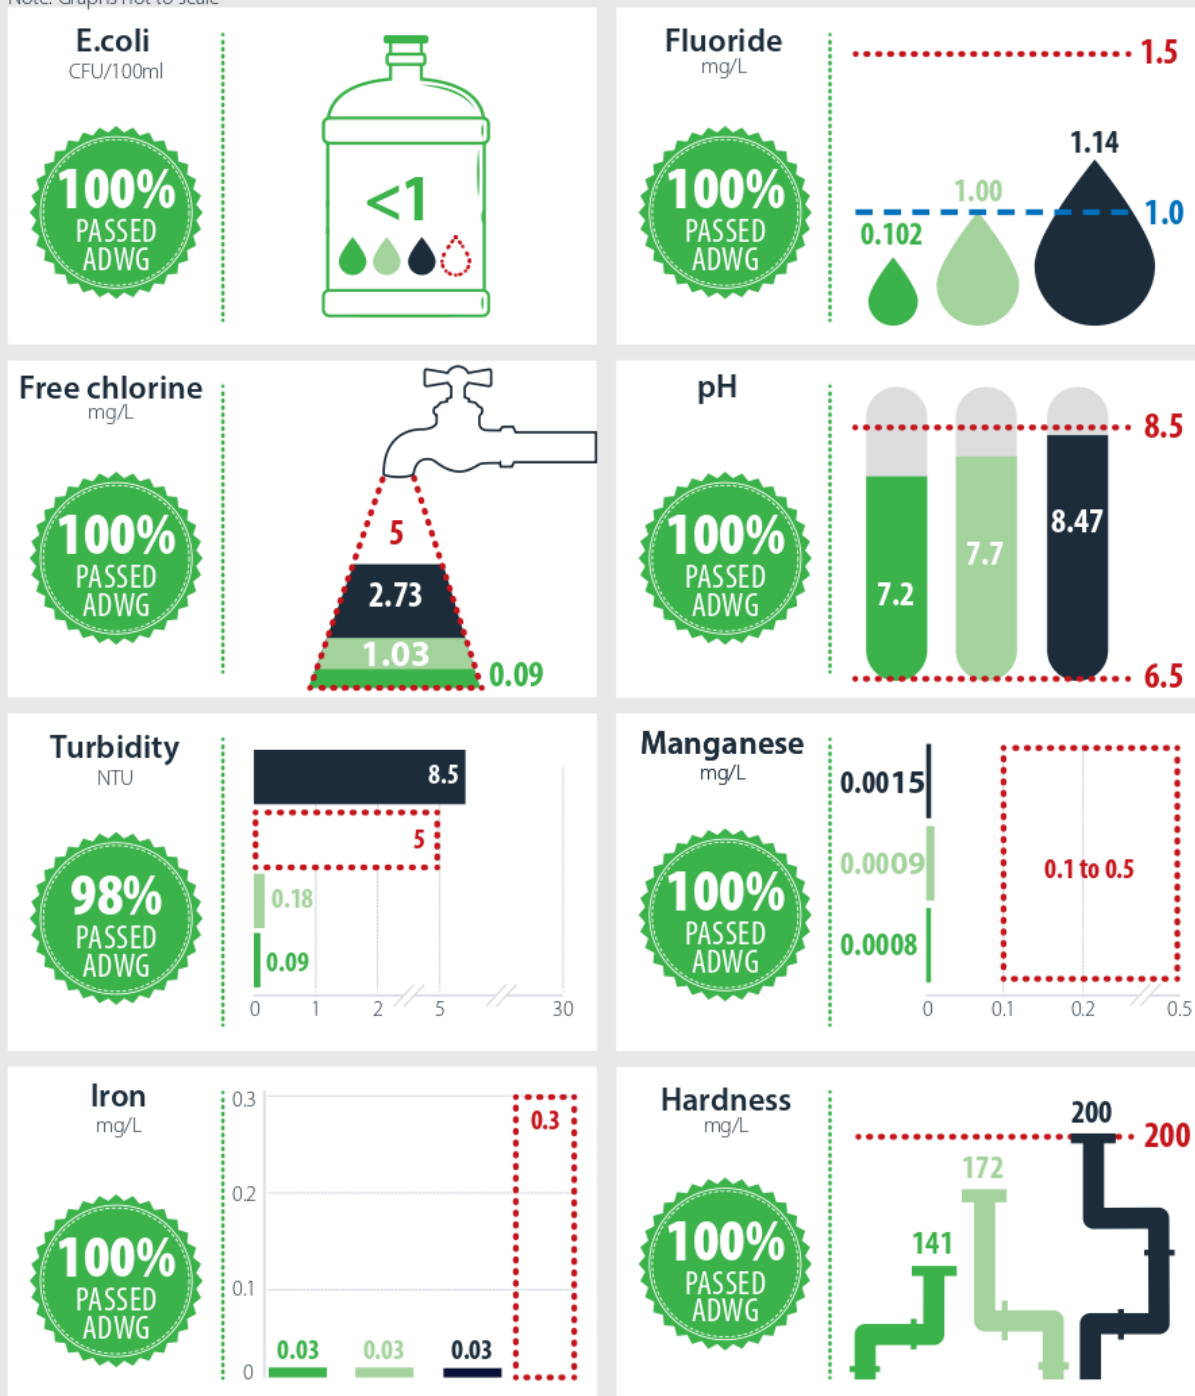 Note: Graphs not to scale
E.coli
CFU/100ml
100%
PASSED
ADWG
<1
Fluoride
mg/L
100%
PASSED
ADWG
1.5
1.14
1.00
1.0
0.102
Free chlorine
mg/L
100%
PASSED
ADWG
5
2.73
1.03
0.09
pH
100%
PASSED
ADWG
8.5
8.47
7.7
7.2
6.5
Turbidity
NTU
98%
PASSED
ADWG
8.5
5
0.18
0.09
0 1 2 5 30
Manganese
mg/L
100%
PASSED
ADWG
0.0015
0.0009
0.0008
0.1 to 0.5
0 0.1 0.2 0.5
Iron
mg/L
100%
PASSED
ADWG
0.3
0.2
0.1
0
0.03 0.03 0.03
0.3
Hardness
mg/L
100%
PASSED
ADWG
200
200
172
141